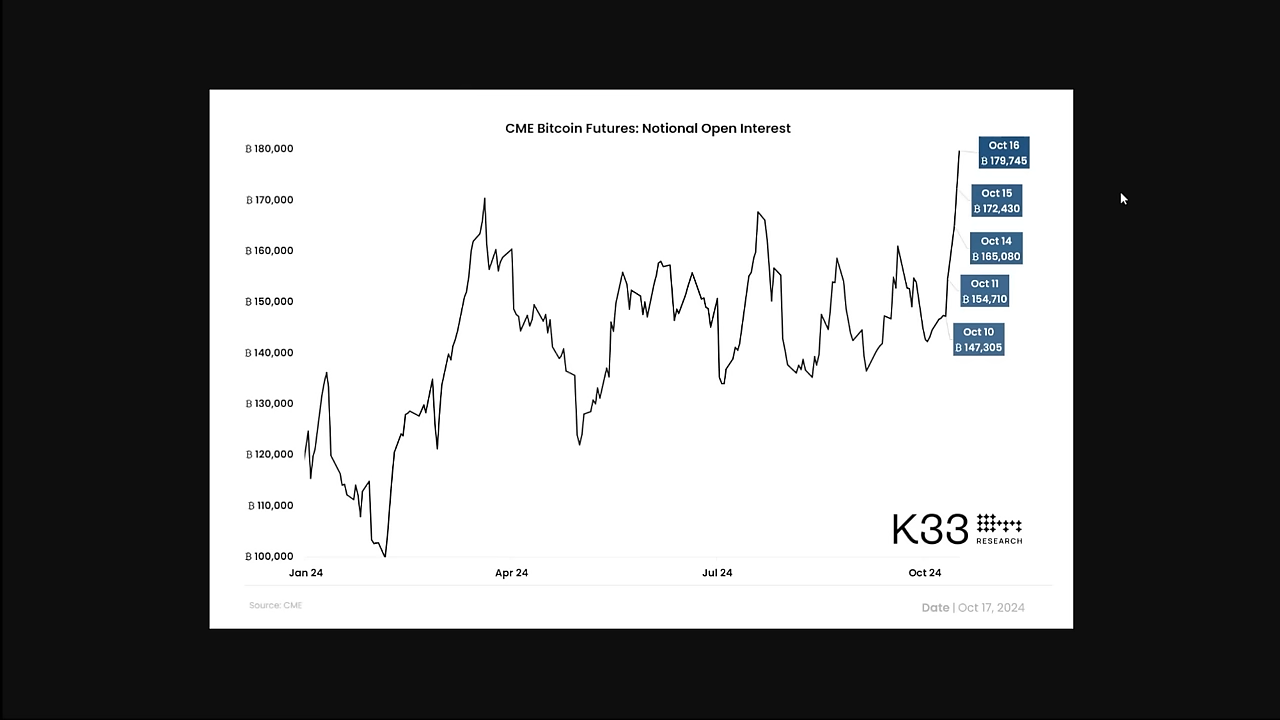 CME Bitcoin Futures: Notional Open Interest
₿ 180,000
₿ 170,000
₿ 160,000
₿ 150,000
₿ 140,000
₿ 130,000
₿ 120,000
₿ 110,000
₿ 100,000
Oct 16
₿ 179,745
Oct 15
₿ 172,430
Oct 14
₿ 165,080
Oct 11
₿ 154,710
Oct 10
₿ 147,305
K33
RESEARCH
Jan 24
Apr 24
Jul 24
Oct 24
Source: CME
Date | Oct 17, 2024